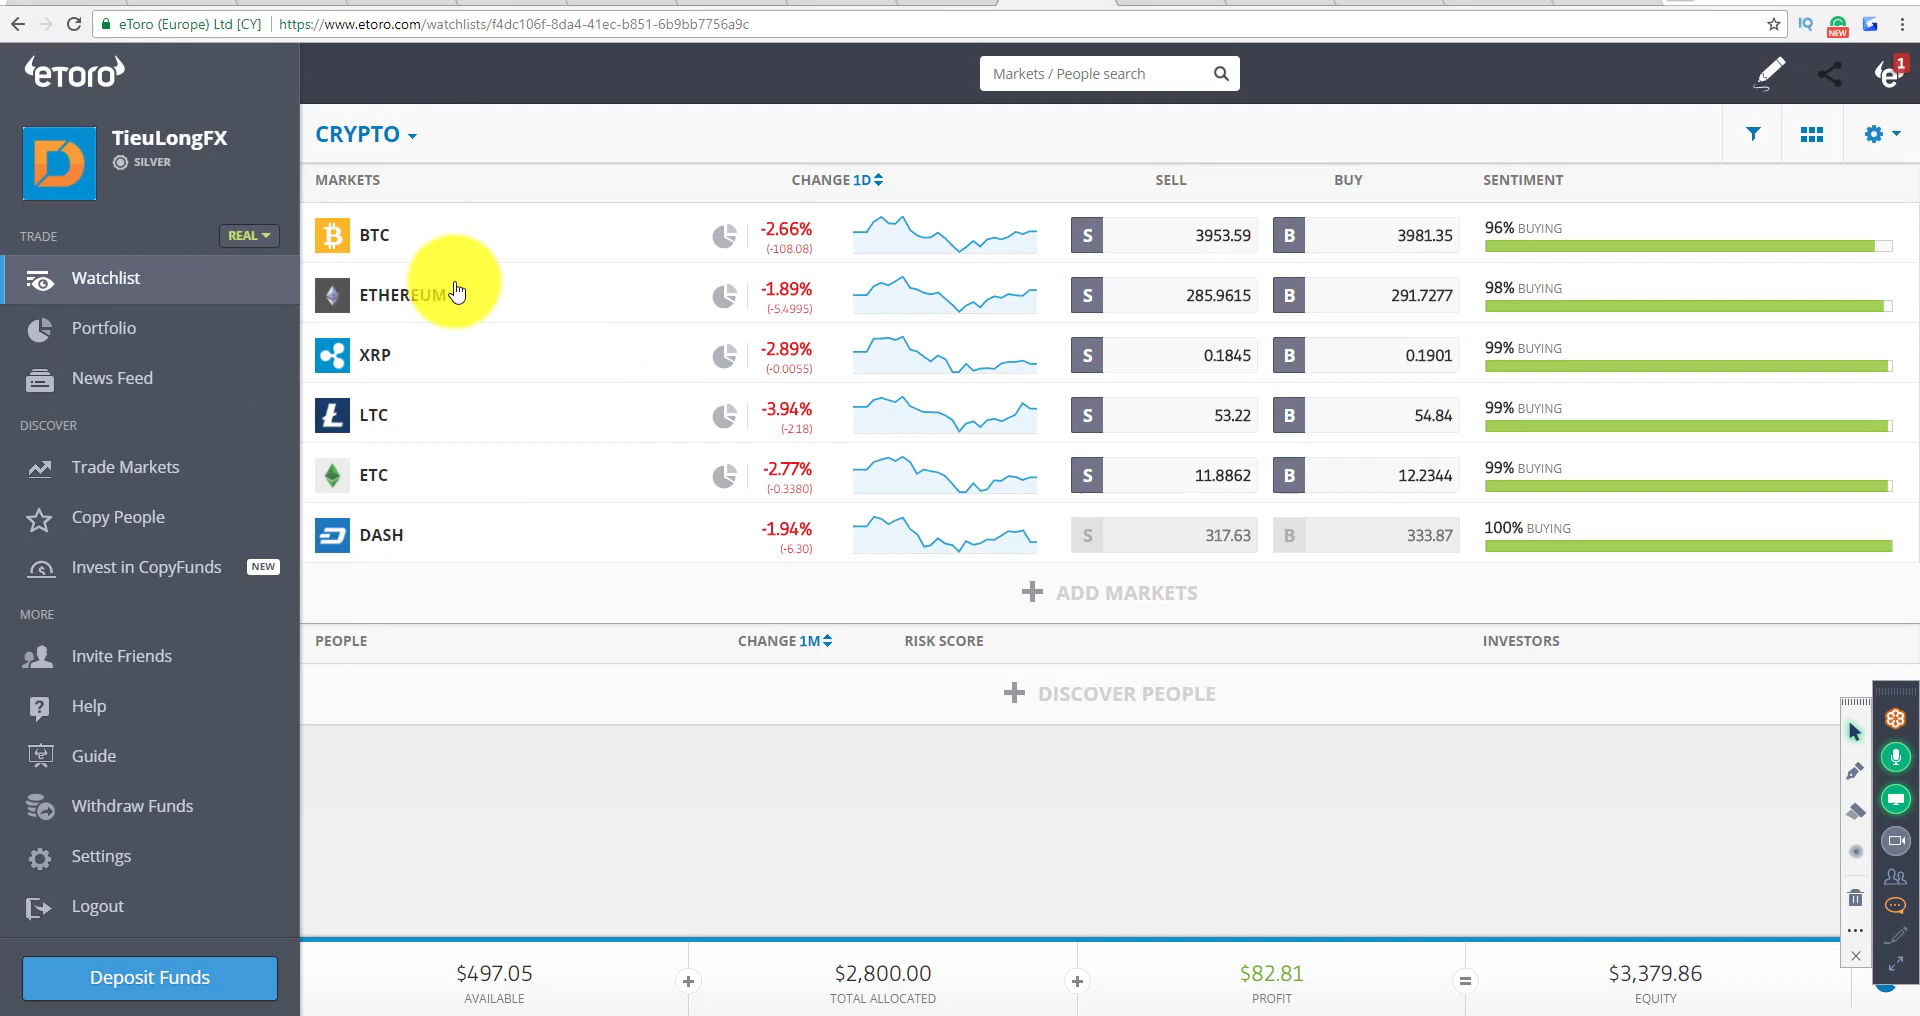 eToro (Europe) Ltd [CY] https://www.etoro.com/watchlists/f4dc106f-8da4-41ec-b851-6b9bb7756a9c
IQ
NEW
eToro
Markets / People search
1
TieuLongFX
SILVER
TRADE
REAL
Watchlist
Portfolio
News Feed
DISCOVER
Trade Markets
Copy People
Invest in CopyFunds NEW
MORE
Invite Friends
Help
Guide
Withdraw Funds
Settings
Logout
Deposit Funds
CRYPTO
MARKETS CHANGE 1D SELL BUY SENTIMENT
BTC -2.66% (-108.08) S 3953.59 B 3981.35 96% BUYING
ETHEREUM -1.89% (-5.4995) S 285.9615 B 291.7277 98% BUYING
XRP -2.89% (-0.0055) S 0.1845 B 0.1901 99% BUYING
LTC -3.94% (-2.18) S 53.22 B 54.84 99% BUYING
ETC -2.77% (-0.3380) S 11.8862 B 12.2344 99% BUYING
DASH -1.94% (-6.30) S 317.63 B 333.87 100% BUYING
+ ADD MARKETS
PEOPLE CHANGE 1M RISK SCORE INVESTORS
+ DISCOVER PEOPLE
$497.05 + $2,800.00 + $82.81 = $3,379.86
AVAILABLE TOTAL ALLOCATED PROFIT EQUITY